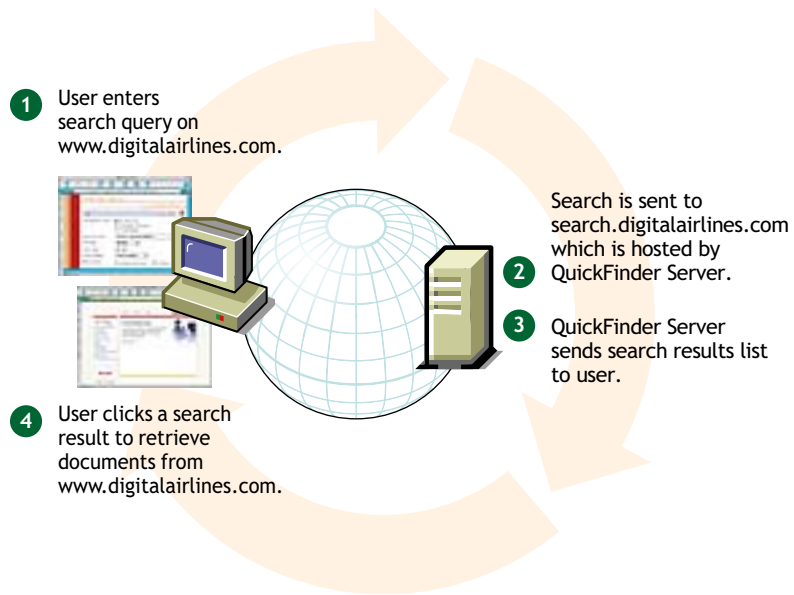 1
User enters
search query on
www.digitalairlines.com.
Search is sent to
search.digitalairlines.com
which is hosted by
2
QuickFinder Server.
3
QuickFinder Server
sends search results list
to user.
4
User clicks a search
result to retrieve
documents from
www.digitalairlines.com.